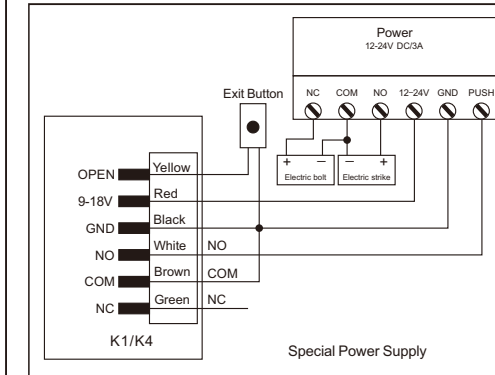 Power
12-24V DC/3A
NC COM NO 12-24V GND PUSH
Exit Button
+ − − +
Electric bolt Electric strike
OPEN Yellow
9-18V Red
GND Black
NO White NO
COM Brown COM
NC Green NC
K1/K4
Special Power Supply